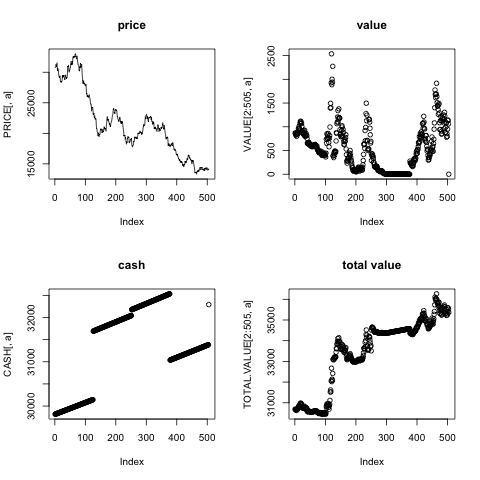 price
PRICE[, a]
15000 25000
0 100 200 300 400 500
Index
value
VALUE[2:505, a]
0 500 1500 2500
0 100 200 300 400 500
Index
cash
CASH[, a]
30000 31000 32000
0 100 200 300 400 500
Index
total value
TOTAL.VALUE[2:505, a]
31000 33000 35000
0 100 200 300 400 500
Index